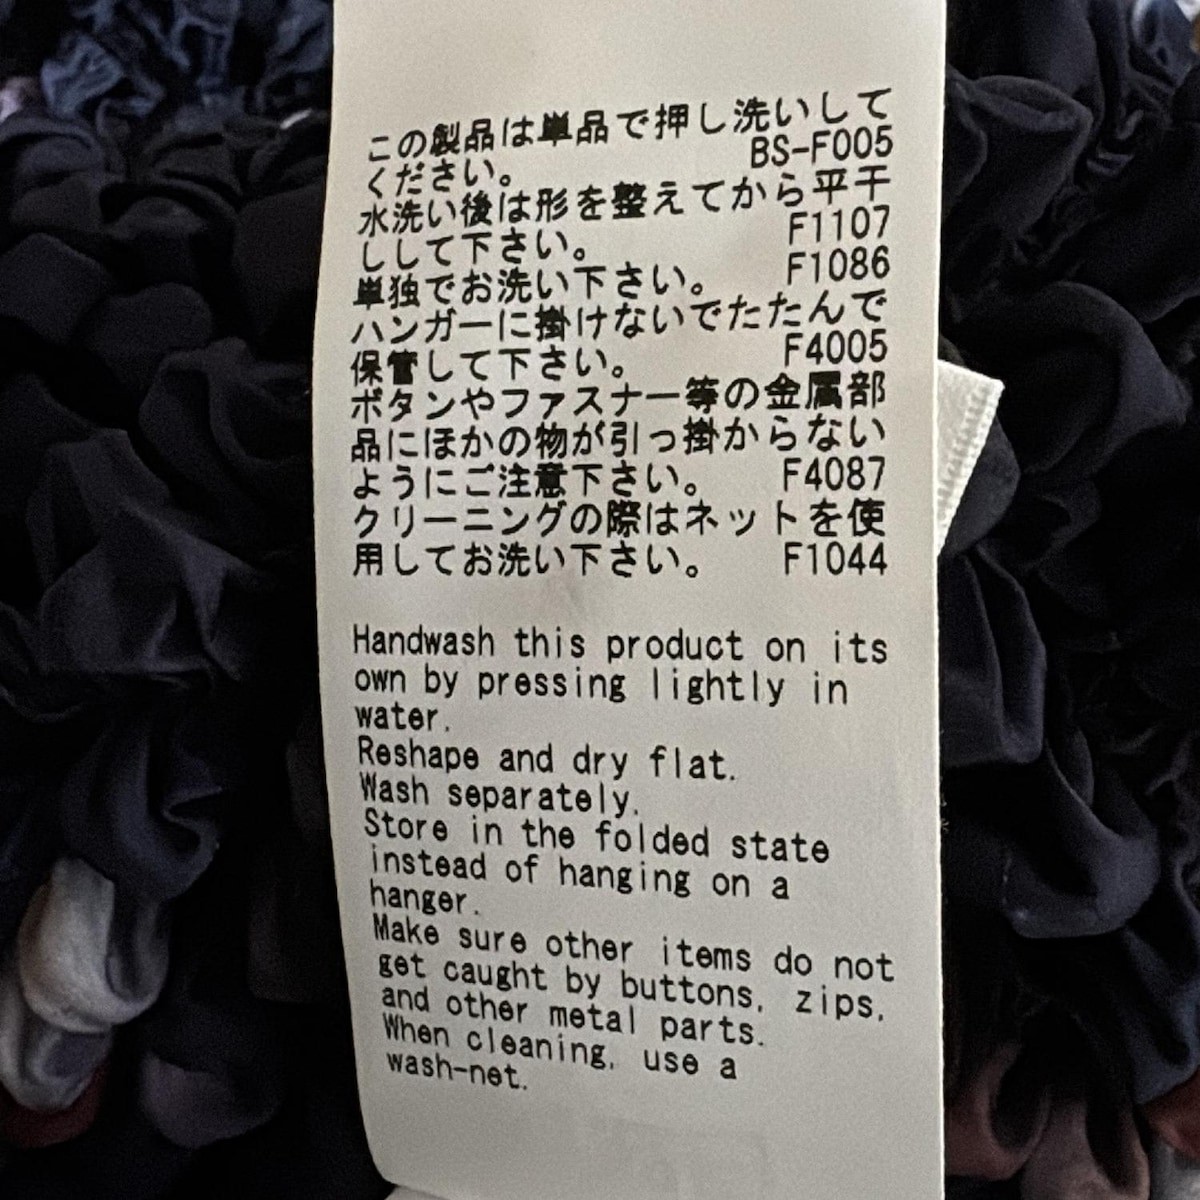 この製品は単品で押し洗いして
ください。 BS-F005
水洗い後は形を整えてから平干
しして下さい。 F1107
単独でお洗い下さい。 F1086
ハンガーに掛けないでたたんで
保管して下さい。 F4005
ボタンやファスナー等の金属部
品にほかの物が引っ掛からない
ようにご注意下さい。 F4087
クリーニングの際はネットを使
用してお洗い下さい。 F1044
Handwash this product on its
own by pressing lightly in
water.
Reshape and dry flat.
Wash separately.
Store in the folded state
instead of hanging on a
hanger.
Make sure other items do not
get caught by buttons, zips,
and other metal parts.
When cleaning, use a
wash-net.